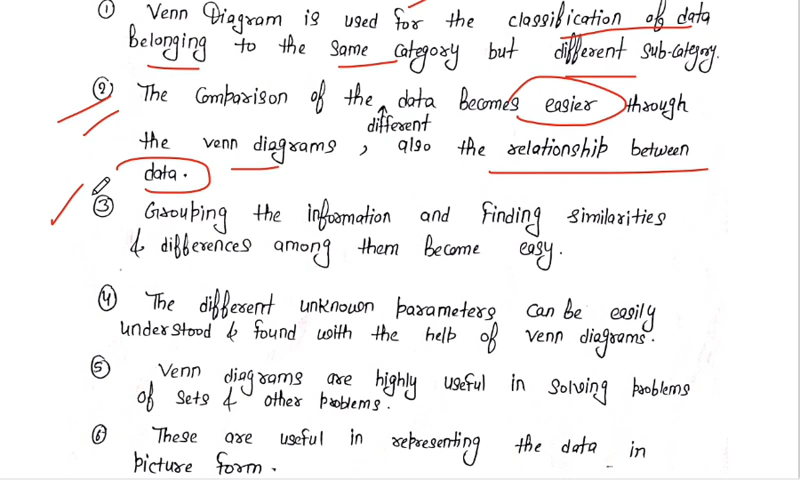 ① Venn Diagram is used for the classification of data
Belonging to the same category but different sub-category.
② The Comparison of the different data Becomes easier through
the venn diagrams, also the relationship between
data.
③ Grouping the information and finding similarities
& differences among them Become easy.
④ The different unknown parameters can be easily
understood & found with the help of venn diagrams.
⑤ Venn diagrams are highly useful in solving problems
of sets & other problems.
⑥ These are useful in representing the data in
picture form.